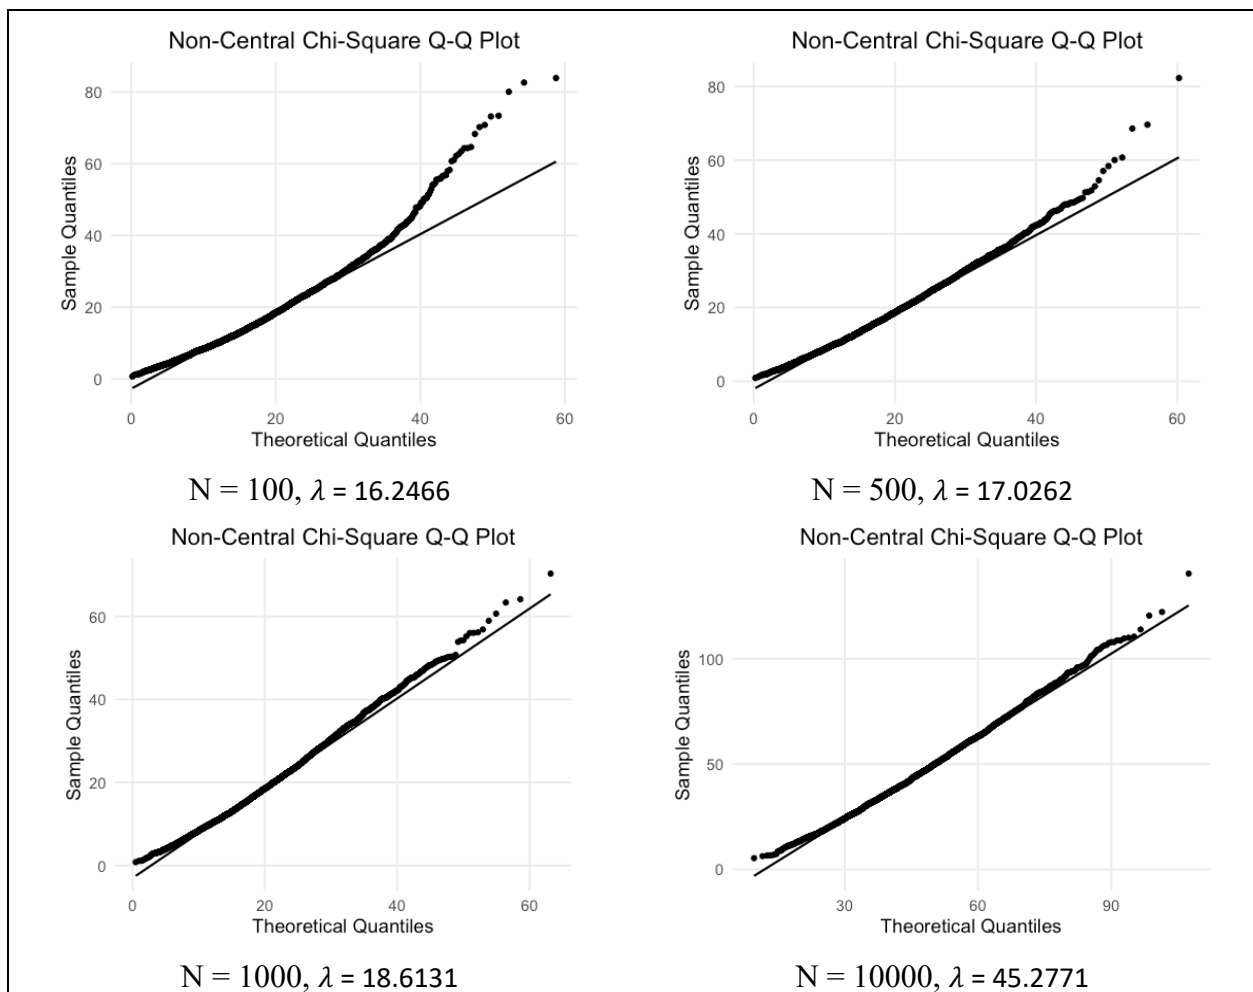 Non-Central Chi-Square Q-Q Plot
80
60
40
20
0
Sample Quantiles
0 20 40 60
Theoretical Quantiles
N = 100, λ = 16.2466
Non-Central Chi-Square Q-Q Plot
80
60
40
20
0
Sample Quantiles
0 20 40 60
Theoretical Quantiles
N = 500, λ = 17.0262
Non-Central Chi-Square Q-Q Plot
60
40
20
0
Sample Quantiles
0 20 40 60
Theoretical Quantiles
N = 1000, λ = 18.6131
Non-Central Chi-Square Q-Q Plot
100
50
0
Sample Quantiles
30 60 90
Theoretical Quantiles
N = 10000, λ = 45.2771